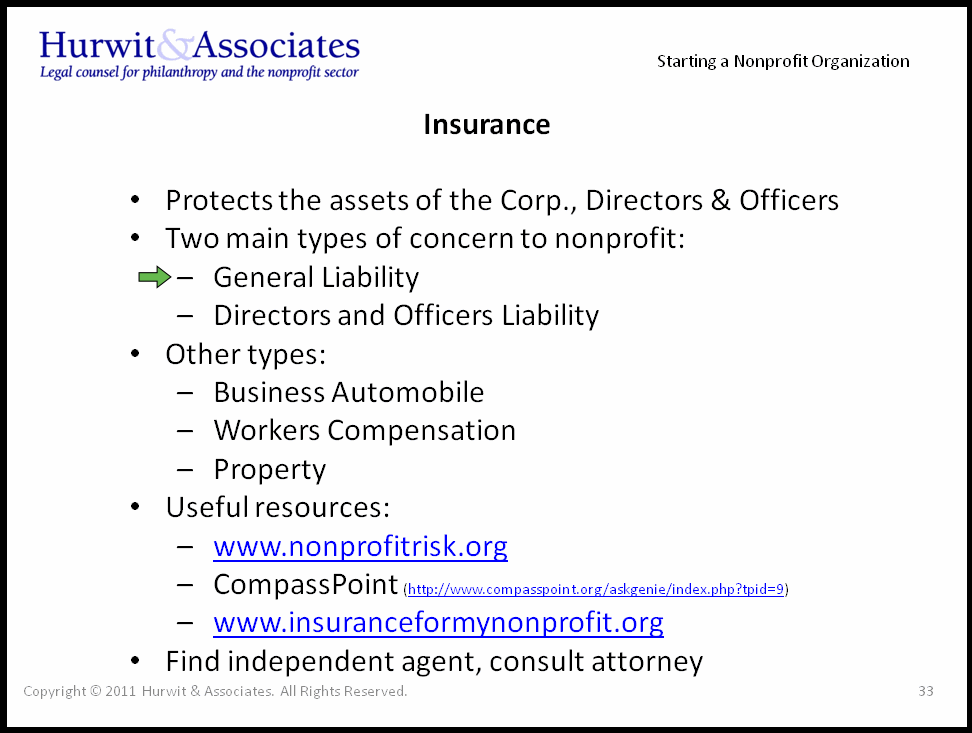 Hurwit&Associates
Legal counsel for philanthropy and the nonprofit sector
Starting a Nonprofit Organization
Insurance
• Protects the assets of the Corp., Directors & Officers
• Two main types of concern to nonprofit:
– General Liability
– Directors and Officers Liability
• Other types:
– Business Automobile
– Workers Compensation
– Property
• Useful resources:
– www.nonprofitrisk.org
– CompassPoint (http://www.compasspoint.org/askgenie/index.php?tpid=9)
– www.insuranceformynonprofit.org
• Find independent agent, consult attorney
Copyright © 2011 Hurwit & Associates. All Rights Reserved.
33